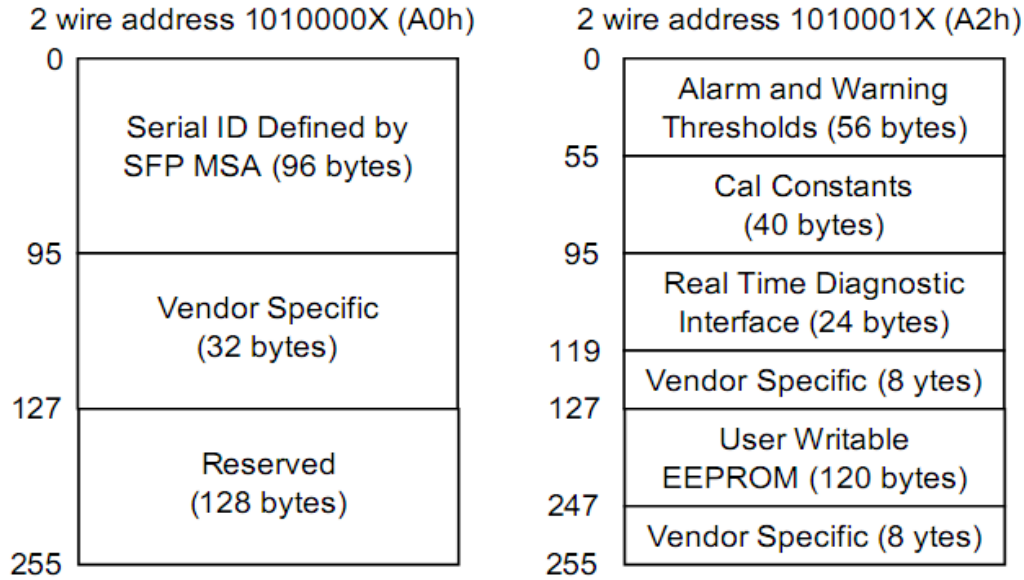 2 wire address 1010000X (A0h)
0
Serial ID Defined by
SFP MSA (96 bytes)
95
Vendor Specific
(32 bytes)
127
Reserved
(128 bytes)
255
2 wire address 1010001X (A2h)
0
Alarm and Warning
Thresholds (56 bytes)
55
Cal Constants
(40 bytes)
95
Real Time Diagnostic
Interface (24 bytes)
119
Vendor Specific (8 ytes)
127
User Writable
EEPROM (120 bytes)
247
Vendor Specific (8 ytes)
255